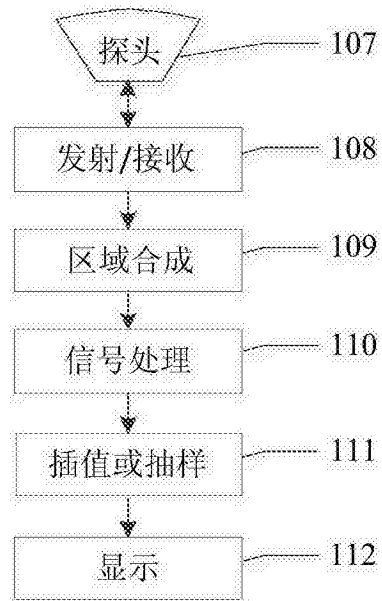 探头 107
发射/接收 108
区域合成 109
信号处理 110
插值或抽样 111
显示 112